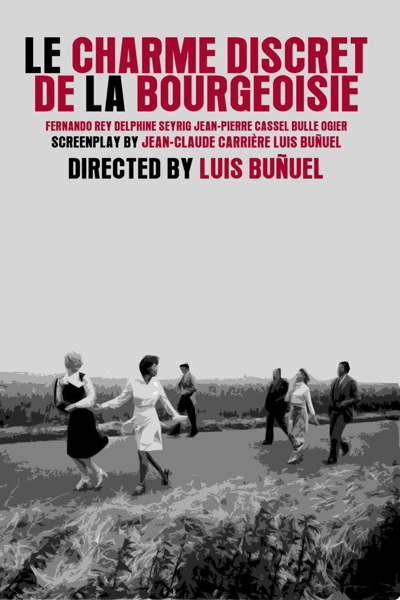 LE CHARME DISCRET
DE LA BOURGEOISIE
FERNANDO REY DELPHINE SEYRIG JEAN-PIERRE CASSEL BULLE OGIER
SCREENPLAY BY JEAN-CLAUDE CARRIÈRE LUIS BUÑUEL
DIRECTED BY LUIS BUÑUEL